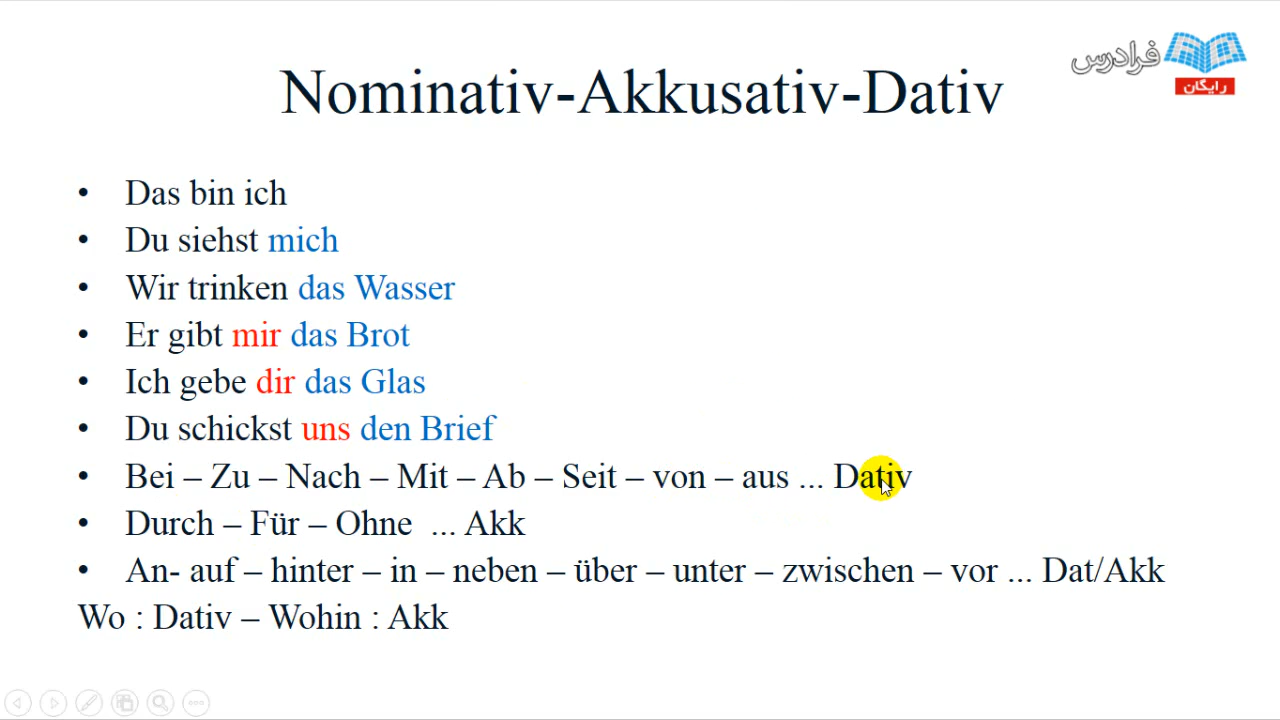 فرادرس
رایگان
Nominativ-Akkusativ-Dativ
• Das bin ich
• Du siehst mich
• Wir trinken das Wasser
• Er gibt mir das Brot
• Ich gebe dir das Glas
• Du schickst uns den Brief
• Bei – Zu – Nach – Mit – Ab – Seit – von – aus ... Dativ
• Durch – Für – Ohne ... Akk
• An- auf – hinter – in – neben – über – unter – zwischen – vor ... Dat/Akk
Wo : Dativ – Wohin : Akk